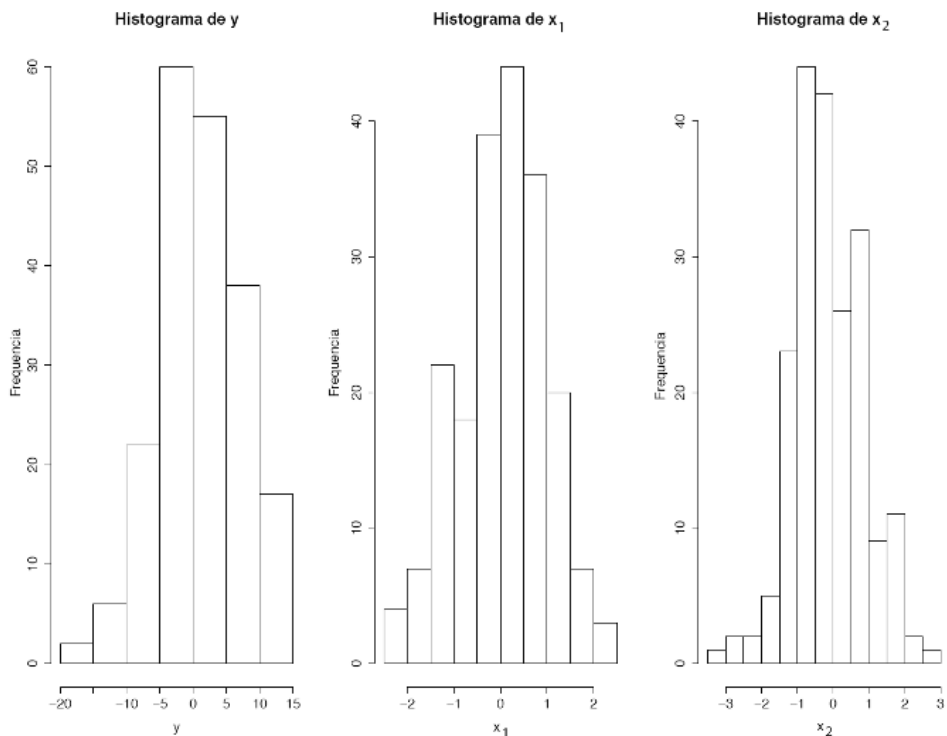 Histograma de y
Histograma de x₁
Histograma de x₂
Frequencia
60
50
40
30
20
10
0
-20 -10 -5 0 5 10 15
y
Frequencia
40
30
20
10
0
-2 -1 0 1 2
x₁
Frequencia
40
30
20
10
0
-3 -2 -1 0 1 2 3
x₂